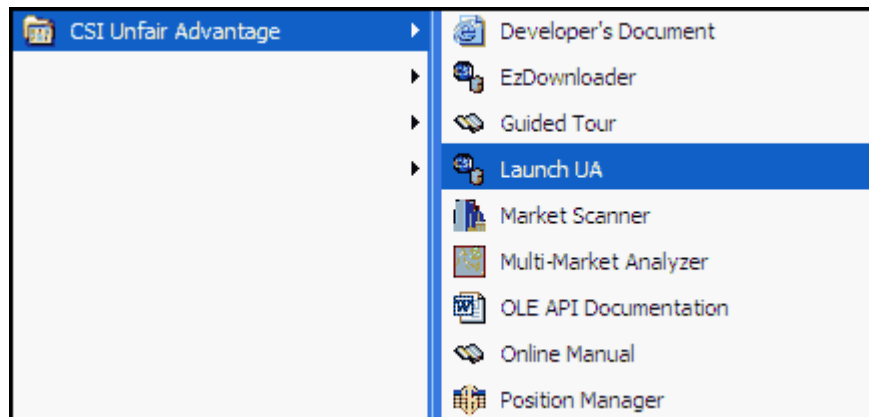 CSI Unfair Advantage
Developer's Document
EzDownloader
Guided Tour
Launch UA
Market Scanner
Multi-Market Analyzer
OLE API Documentation
Online Manual
Position Manager